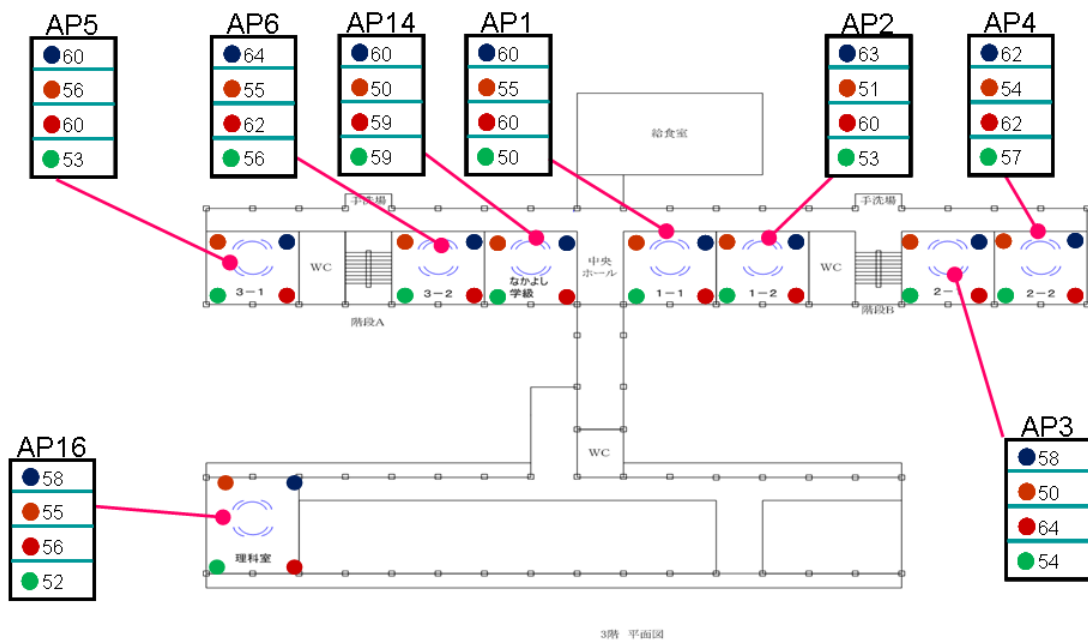 AP5
60
56
60
53
AP6
64
55
62
56
AP14
60
50
59
59
AP1
60
55
60
50
AP2
63
51
60
53
AP4
62
54
62
57
給食室
手洗場
手洗場
3-1
WC
3-2
なかよし
学級
中央
ホール
1-1
1-2
WC
2-
2-2
階段A
階段B
WC
AP16
58
55
56
52
理科室
AP3
58
50
64
54
3階 平面図